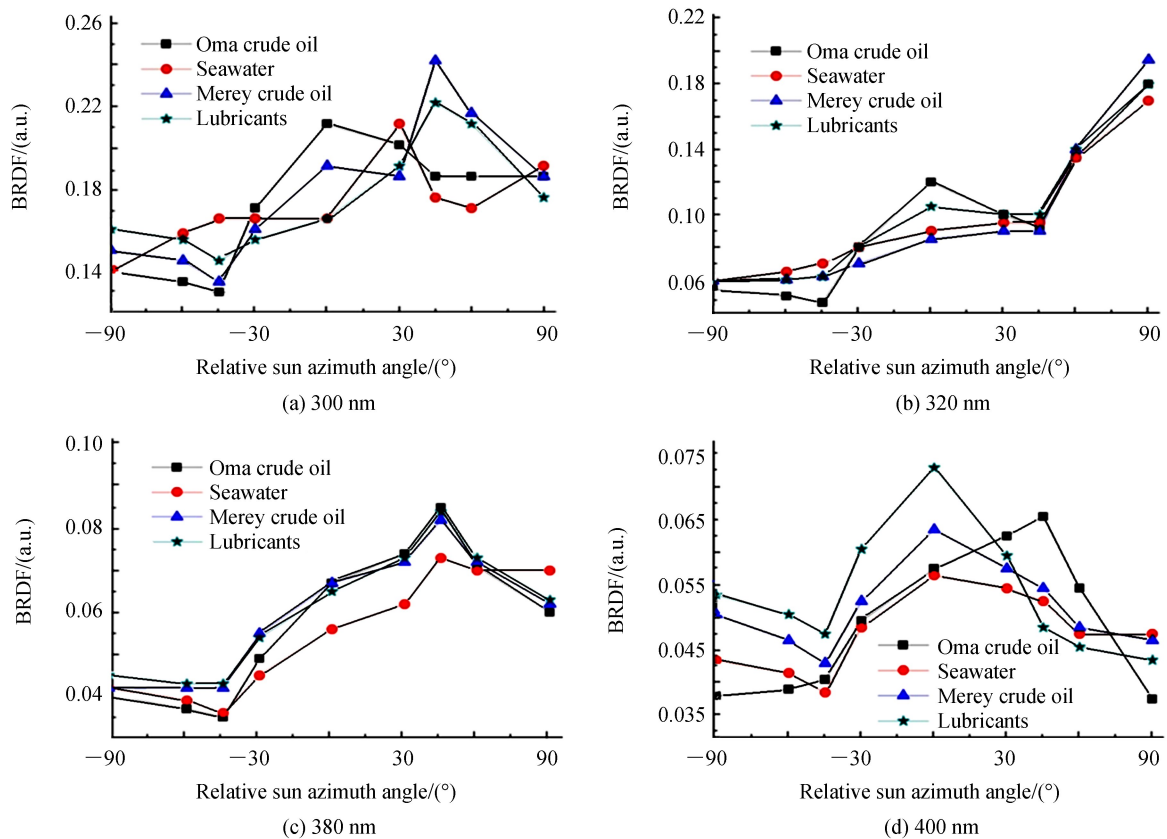 0.26
0.22
0.18
0.14
BRDF/(a.u.)
Oma crude oil
Seawater
Merey crude oil
Lubricants
−90
−30
30
90
Relative sun azimuth angle/(°)
(a) 300 nm
0.22
0.18
0.14
0.10
0.06
BRDF/(a.u.)
Oma crude oil
Seawater
Merey crude oil
Lubricants
−90
−30
30
90
Relative sun azimuth angle/(°)
(b) 320 nm
0.10
0.08
0.06
0.04
BRDF/(a.u.)
Oma crude oil
Seawater
Merey crude oil
Lubricants
−90
−30
30
90
Relative sun azimuth angle/(°)
(c) 380 nm
0.075
0.065
0.055
0.045
0.035
BRDF/(a.u.)
Oma crude oil
Seawater
Merey crude oil
Lubricants
−90
−30
30
90
Relative sun azimuth angle/(°)
(d) 400 nm